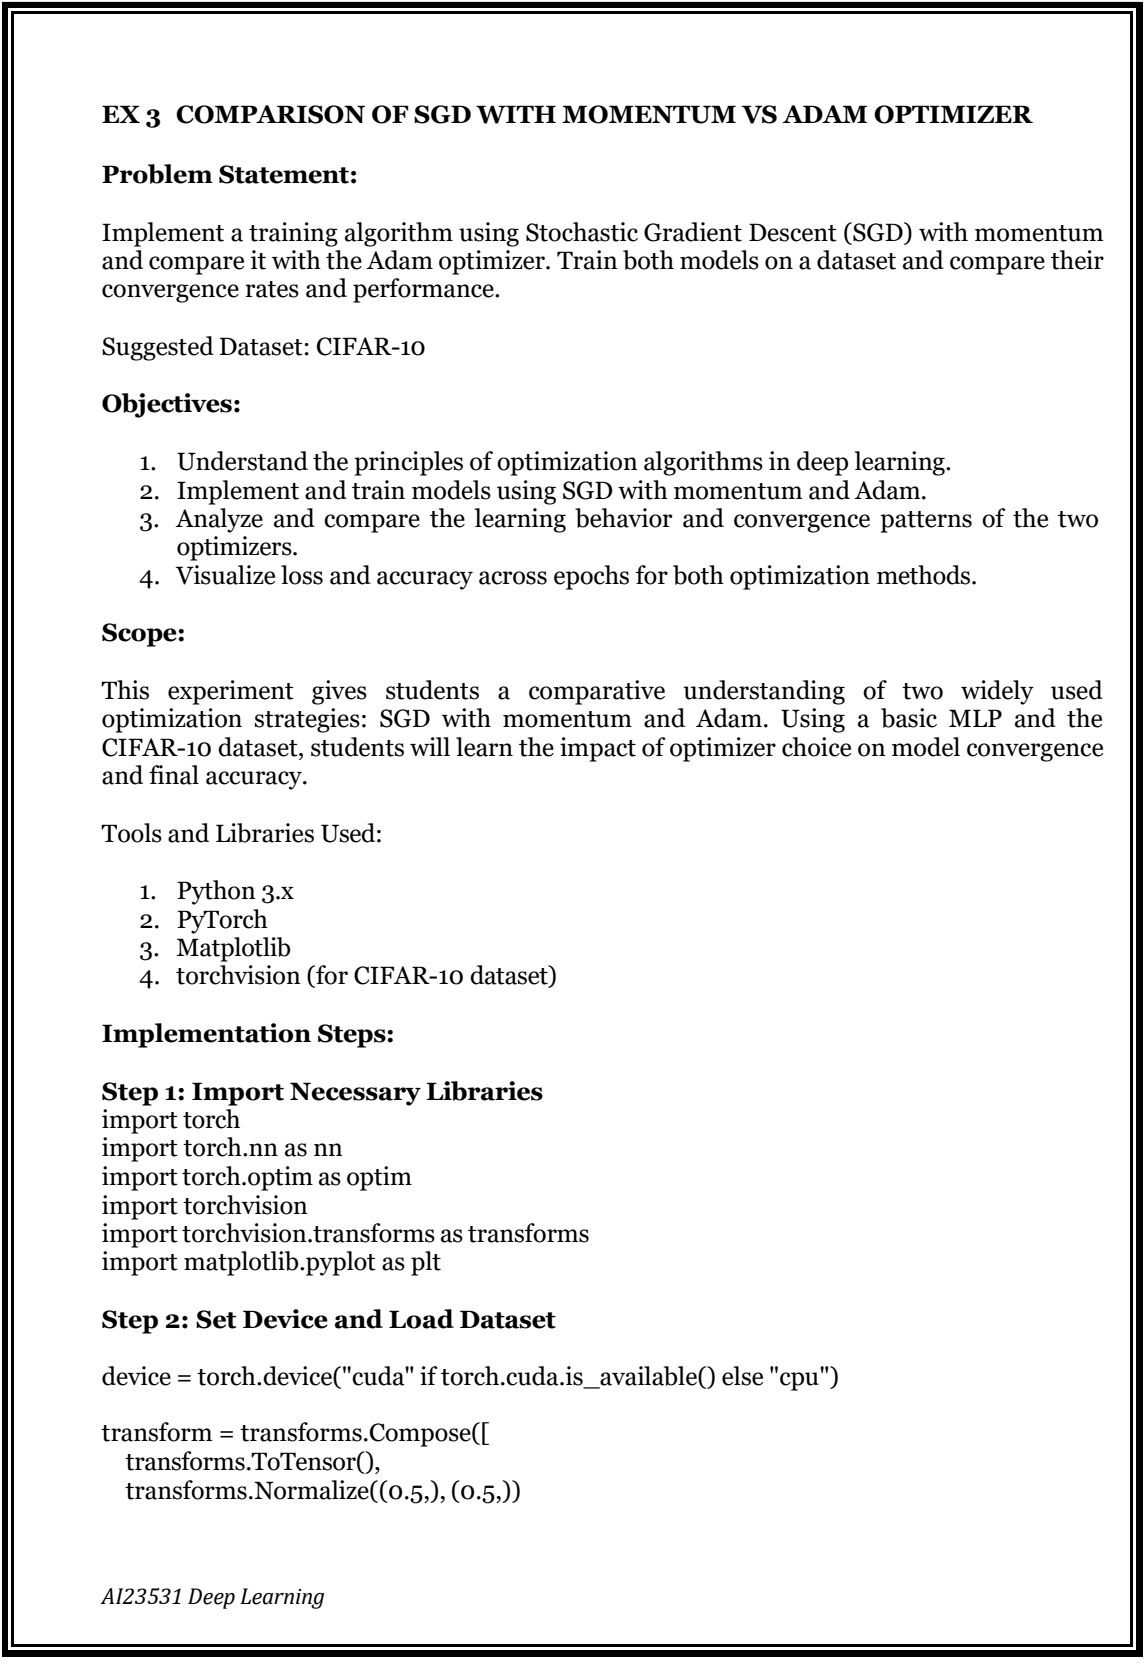 EX 3 COMPARISON OF SGD WITH MOMENTUM VS ADAM OPTIMIZER
Problem Statement:
Implement a training algorithm using Stochastic Gradient Descent (SGD) with momentum
and compare it with the Adam optimizer. Train both models on a dataset and compare their
convergence rates and performance.
Suggested Dataset: CIFAR-10
Objectives:
1. Understand the principles of optimization algorithms in deep learning.
2. Implement and train models using SGD with momentum and Adam.
3. Analyze and compare the learning behavior and convergence patterns of the two
optimizers.
4. Visualize loss and accuracy across epochs for both optimization methods.
Scope:
This experiment gives students a comparative understanding of two widely used
optimization strategies: SGD with momentum and Adam. Using a basic MLP and the
CIFAR-10 dataset, students will learn the impact of optimizer choice on model convergence
and final accuracy.
Tools and Libraries Used:
1. Python 3.x
2. PyTorch
3. Matplotlib
4. torchvision (for CIFAR-10 dataset)
Implementation Steps:
Step 1: Import Necessary Libraries
import torch
import torch.nn as nn
import torch.optim as optim
import torchvision
import torchvision.transforms as transforms
import matplotlib.pyplot as plt
Step 2: Set Device and Load Dataset
device = torch.device("cuda" if torch.cuda.is_available() else "cpu")
transform = transforms.Compose([
transforms.ToTensor(),
transforms.Normalize((0.5,), (0.5,))
AI23531 Deep Learning